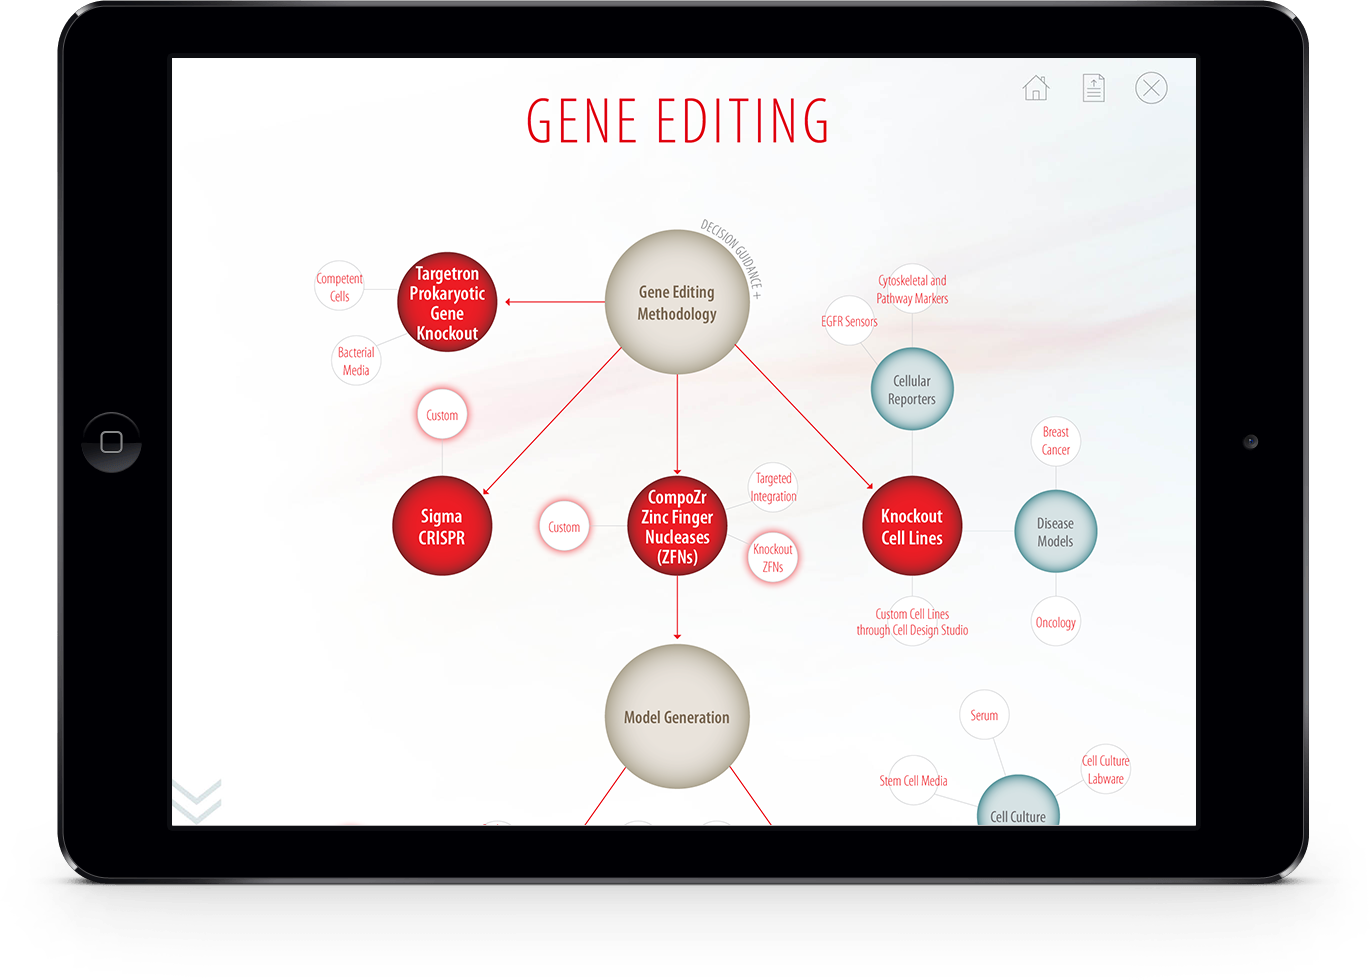 GENE EDITING
DECISION GUIDANCE +
Gene Editing
Methodology
Targetron
Prokaryotic
Gene
Knockout
Competent
Cells
Bacterial
Media
Custom
Sigma
CRISPR
Custom
CompoZr
Zinc Finger
Nucleases
(ZFNs)
Targeted
Integration
Knockout
ZFNs
Cytoskeletal and
Pathway Markers
EGFR Sensors
Cellular
Reporters
Knockout
Cell Lines
Breast
Cancer
Disease
Models
Oncology
Custom Cell Lines
through Cell Design Studio
Model Generation
Serum
Stem Cell Media
Cell Culture
Labware
Cell Culture